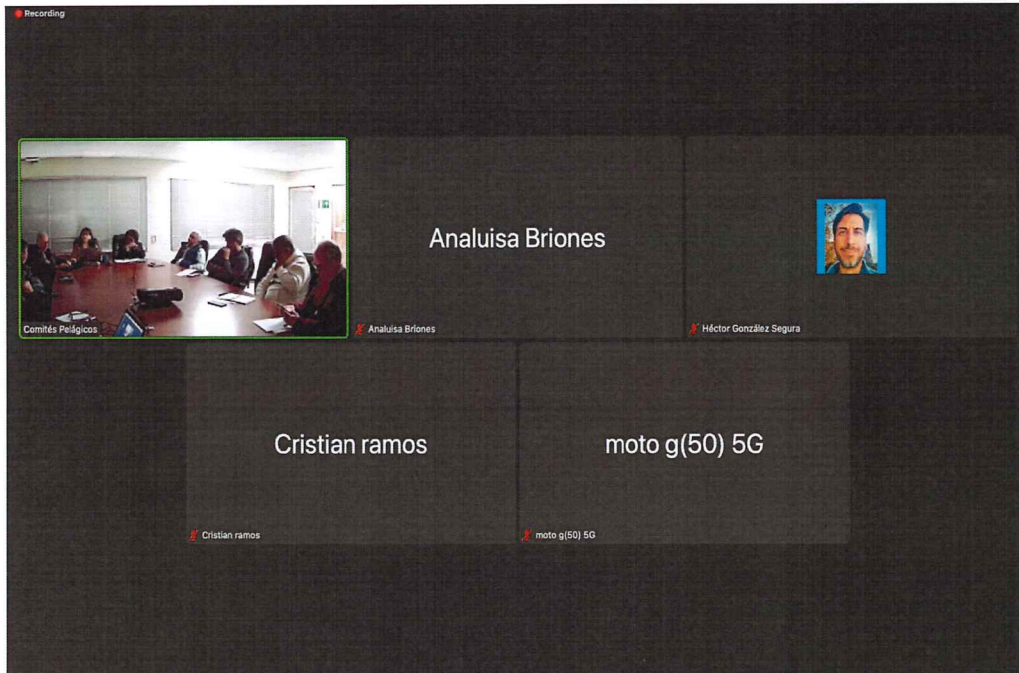 Recording
Analuisa Briones
Comités Pelágicos
Analuisa Briones
Héctor González Segura
Cristian ramos
moto g(50) 5G
Cristian ramos
moto g(50) 5G